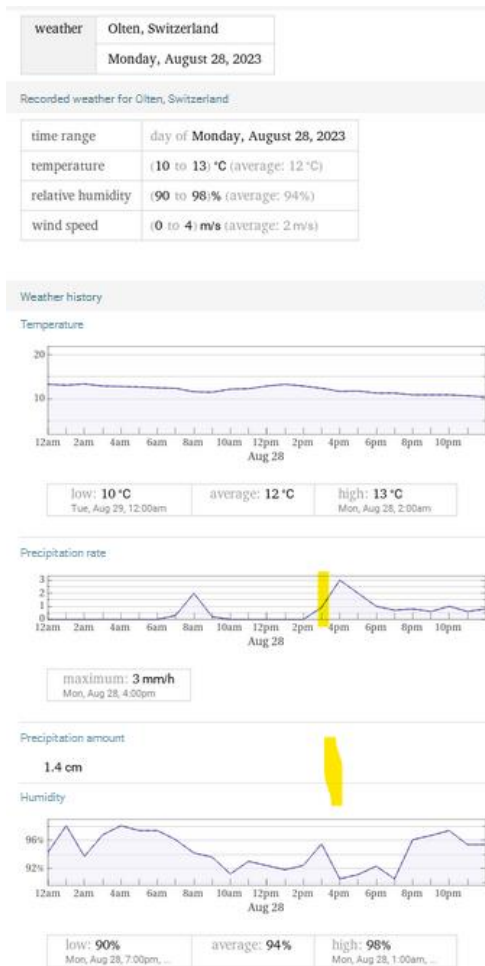 weather Olten, Switzerland
Monday, August 28, 2023
Recorded weather for Olten, Switzerland
time range day of Monday, August 28, 2023
temperature (10 to 13) °C (average: 12 °C)
relative humidity (90 to 98)% (average: 94%)
wind speed (0 to 4) m/s (average: 2 m/s)
Weather history
Temperature
20
10
12am 2am 4am 6am 8am 10am 12pm 2pm 4pm 6pm 8pm 10pm
Aug 28
low: 10 °C average: 12 °C high: 13 °C
Tue, Aug 29, 12:00am Mon, Aug 28, 2:00am
Precipitation rate
3
2
1
0
12am 2am 4am 6am 8am 10am 12pm 2pm 4pm 6pm 8pm 10pm
Aug 28
maximum: 3 mm/h
Mon, Aug 28, 4:00pm
Precipitation amount
1.4 cm
Humidity
96%
92%
12am 2am 4am 6am 8am 10am 12pm 2pm 4pm 6pm 8pm 10pm
Aug 28
low: 90% average: 94% high: 98%
Mon, Aug 28, 7:00pm, ... Mon, Aug 28, 1:00am, ...